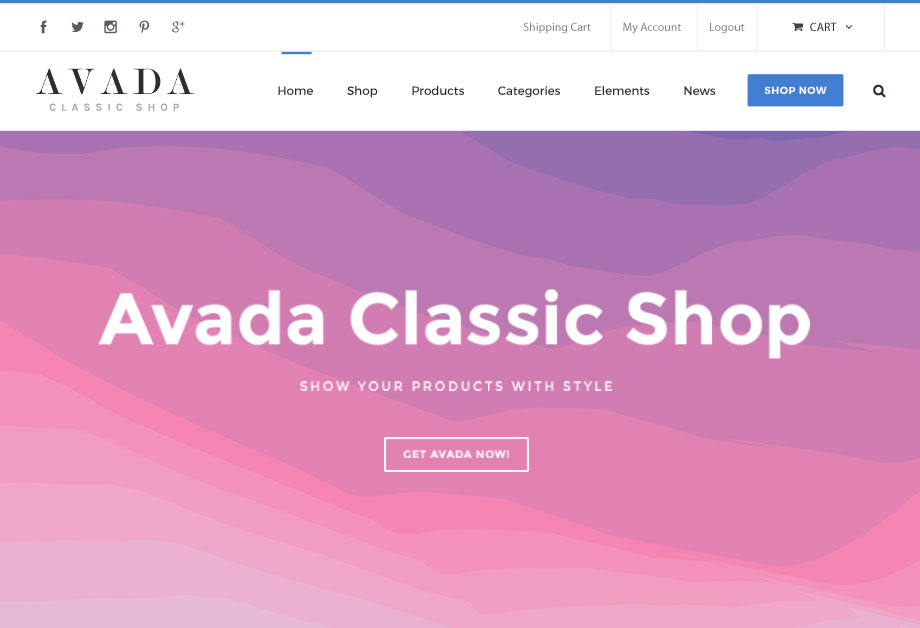 Shipping Cart My Account Logout CART
AVADA
CLASSIC SHOP
Home Shop Products Categories Elements News SHOP NOW
Avada Classic Shop
SHOW YOUR PRODUCTS WITH STYLE
GET AVADA NOW!